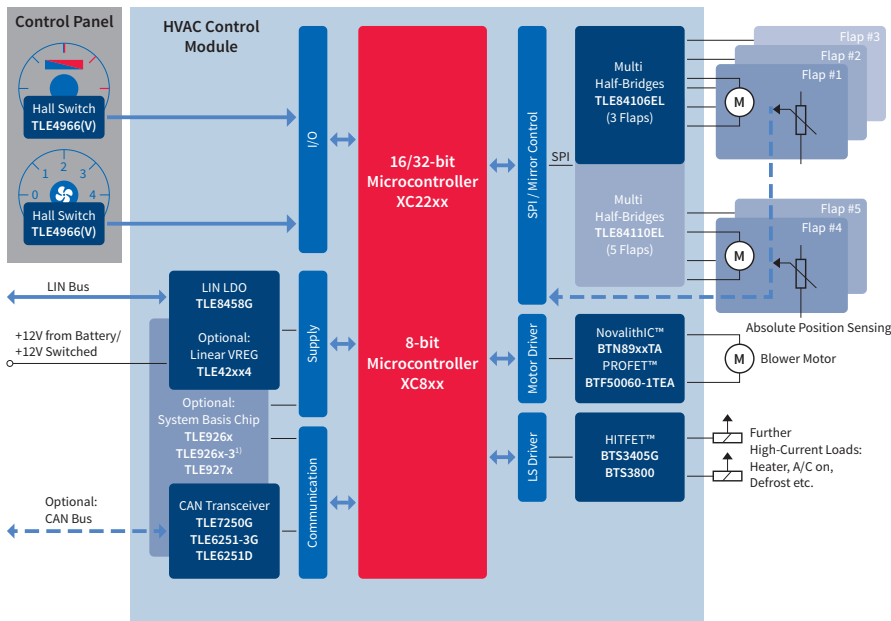 Control Panel
Hall Switch
TLE4966(V)
0
1
2
3
4
Hall Switch
TLE4966(V)
LIN Bus
+12V from Battery/
+12V Switched
Optional:
CAN Bus
HVAC Control
Module
I/O
LIN LDO
TLE8458G
Optional:
Linear VREG
TLE42xx4
Supply
Optional:
System Basis Chip
TLE926x
TLE926x-3¹⁾
TLE927x
CAN Transceiver
TLE7250G
TLE6251-3G
TLE6251D
Communication
16/32-bit
Microcontroller
XC22xx
8-bit
Microcontroller
XC8xx
SPI / Mirror Control
SPI
Motor Driver
LS Driver
Multi
Half-Bridges
TLE84106EL
(3 Flaps)
Multi
Half-Bridges
TLE84110EL
(5 Flaps)
NovalithIC™
BTN89xxTA
PROFET™
BTF50060-1TEA
HITFET™
BTS3405G
BTS3800
Flap #3
Flap #2
Flap #1
M
Flap #5
Flap #4
M
Absolute Position Sensing
M
Blower Motor
Further
High-Current Loads:
Heater, A/C on,
Defrost etc.